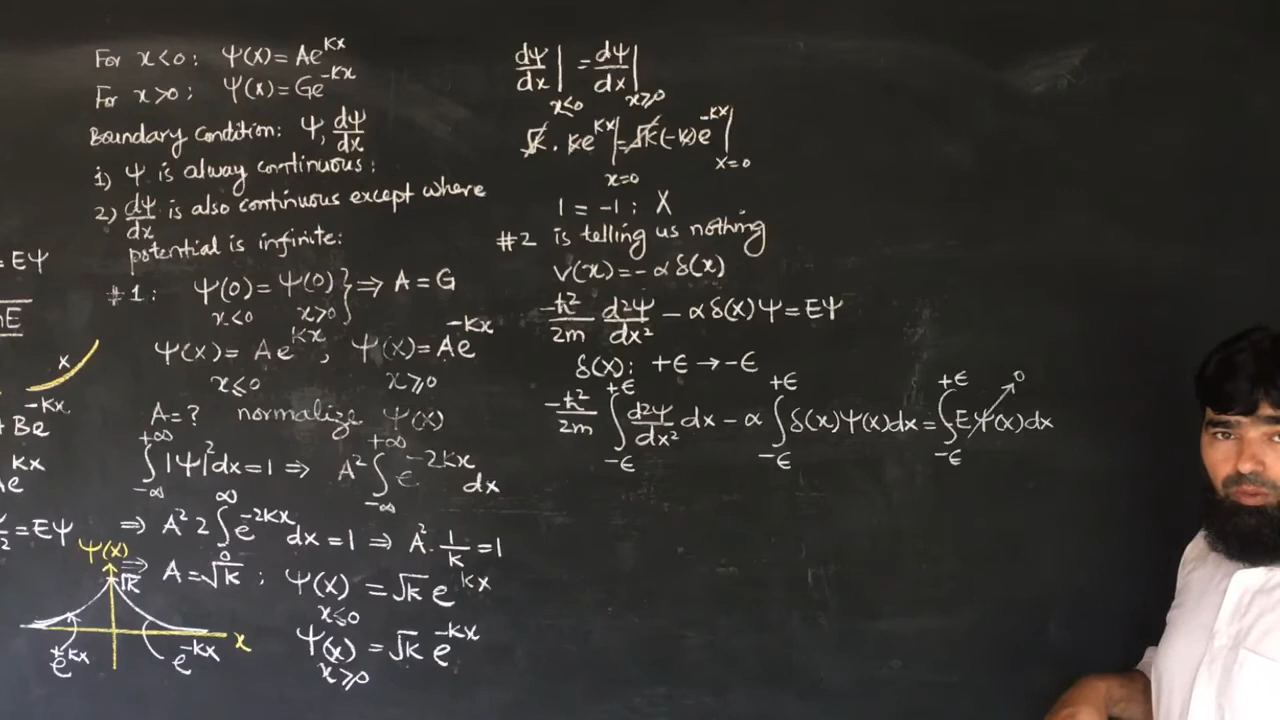 For x<0: Ψ(x)= Ae^{kx}
For x>0; Ψ(x)= Ge^{-kx}
Boundary Condition: Ψ, dΨ/dx
1) Ψ is alway continuous:
2) dΨ/dx is also continuous except where
potential is infinite:
#1: Ψ(0) = Ψ(0)} ⇒ A = G
x<0 x>0
Ψ(x) = Ae^{kx}, Ψ(x) = Ae^{-kx}
x≤0 x≥0
A=? normalize Ψ(x)
∫_{-∞}^{+∞} |Ψ|²dx = 1 ⇒ A² ∫_{-∞}^{+∞} e^{-2kx} dx
⇒ A² 2 ∫_0^∞ e^{-2kx} dx = 1 ⇒ A². 1/k = 1
⇒ A = √k ; Ψ(x) = √k e^{kx}
x≤0
Ψ(x) = √k e^{-kx}
x≥0
= EΨ
x
+ Be^{-kx}
e^{kx}
= EΨ
Ψ(x)
√k
x
e^{+kx}
e^{-kx}
dΨ/dx| = dΨ/dx|
x≤0 x≥0
√k . ke^{kx}| = √k(-k)e^{-kx}|
x=0 x=0
1 = -1 ; X
#2 is telling us nothing
V(x) = -αδ(x)
-ħ²/2m d²Ψ/dx² - αδ(x)Ψ = EΨ
δ(x): +ϵ → -ϵ
-ħ²/2m ∫_{-ϵ}^{+ϵ} d²Ψ/dx² dx - α ∫_{-ϵ}^{+ϵ} δ(x)Ψ(x)dx = ∫_{-ϵ}^{+ϵ} EΨ(x)dx 0